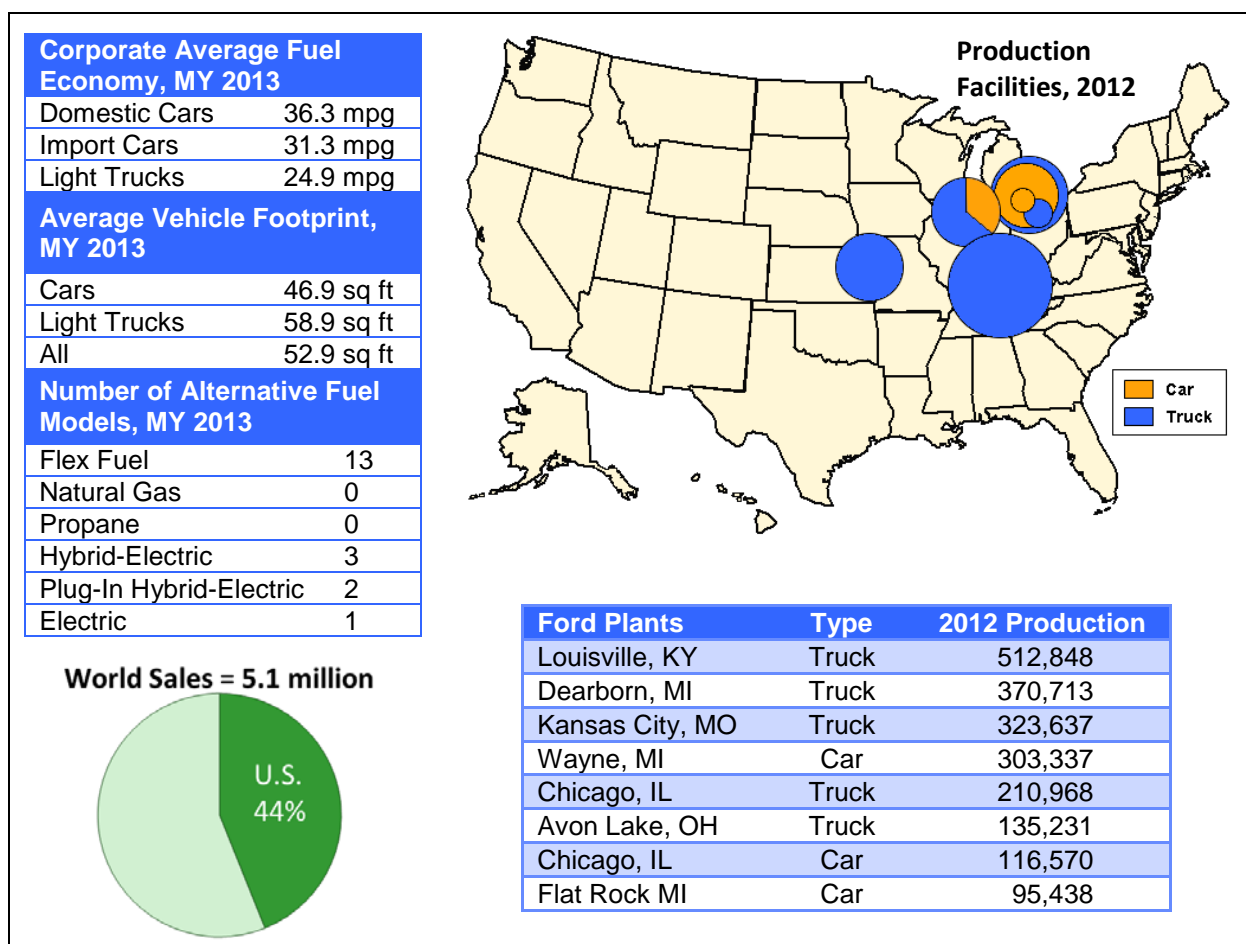 Corporate Average Fuel
Economy, MY 2013
Domestic Cars 36.3 mpg
Import Cars 31.3 mpg
Light Trucks 24.9 mpg
Average Vehicle Footprint,
MY 2013
Cars 46.9 sq ft
Light Trucks 58.9 sq ft
All 52.9 sq ft
Number of Alternative Fuel
Models, MY 2013
Flex Fuel 13
Natural Gas 0
Propane 0
Hybrid-Electric 3
Plug-In Hybrid-Electric 2
Electric 1
World Sales = 5.1 million
U.S.
44%
Production
Facilities, 2012
Car
Truck
Ford Plants Type 2012 Production
Louisville, KY Truck 512,848
Dearborn, MI Truck 370,713
Kansas City, MO Truck 323,637
Wayne, MI Car 303,337
Chicago, IL Truck 210,968
Avon Lake, OH Truck 135,231
Chicago, IL Car 116,570
Flat Rock MI Car 95,438